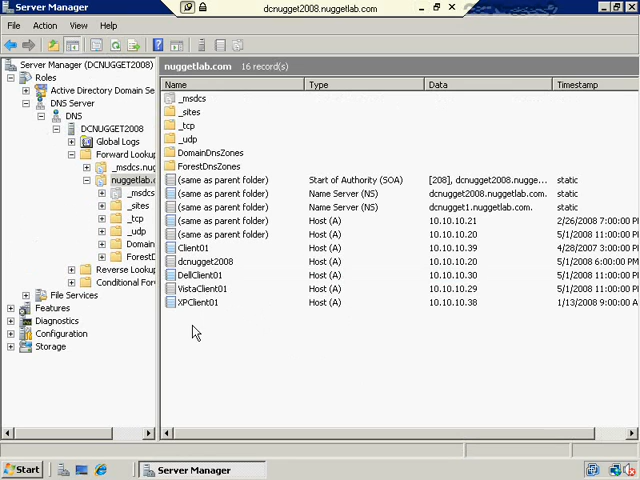 Server Manager
dcnugget2008.nuggetlab.com
File Action View Help
Server Manager (DCNUGGET2008)
Roles
Active Directory Domain Se
DNS Server
DNS
DCNUGGET2008
Global Logs
Forward Lookup
_msdcs.nug
nuggetlab.c
_msdcs
_sites
_tcp
_udp
Domain
ForestD
Reverse Lookup
Conditional For
File Services
Features
Diagnostics
Configuration
Storage
nuggetlab.com 16 record(s)
Name Type Data Timestamp
_msdcs
_sites
_tcp
_udp
DomainDnsZones
ForestDnsZones
(same as parent folder) Start of Authority (SOA) [208], dcnugget2008.nugge... static
(same as parent folder) Name Server (NS) dcnugget2008.nuggetlab.com. static
(same as parent folder) Name Server (NS) dcnugget1.nuggetlab.com. static
(same as parent folder) Host (A) 10.10.10.21 2/26/2008 7:00:00 P
(same as parent folder) Host (A) 10.10.10.20 5/1/2008 11:00:00 P
Client01 Host (A) 10.10.10.39 4/28/2007 3:00:00 P
dcnugget2008 Host (A) 10.10.10.20 5/1/2008 6:00:00 PM
DellClient01 Host (A) 10.10.10.30 5/1/2008 11:00:00 P
VistaClient01 Host (A) 10.10.10.29 5/1/2008 11:00:00 P
XPClient01 Host (A) 10.10.10.38 1/13/2008 9:00:00 A
Start Server Manager